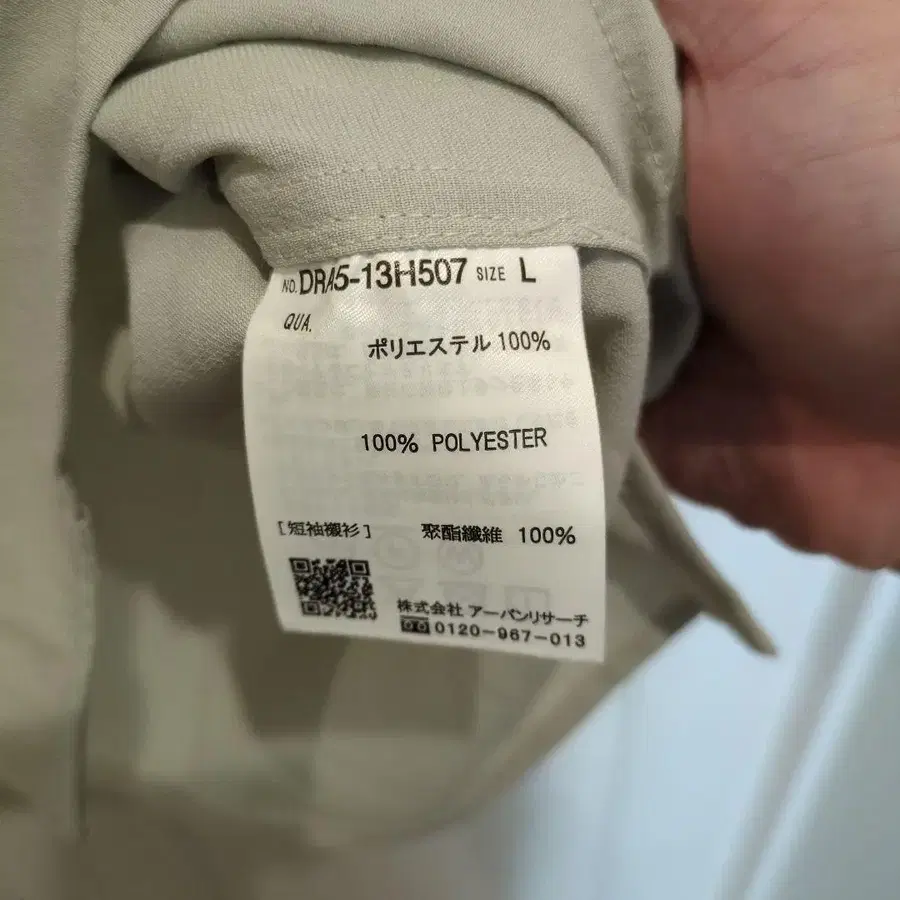 NO. DRA5-13H507 SIZE L
QUA.
ポリエステル 100%
100% POLYESTER
[短袖襯衫] 聚酯纖維 100%
株式会社 アーバンリサーチ
0120-967-013